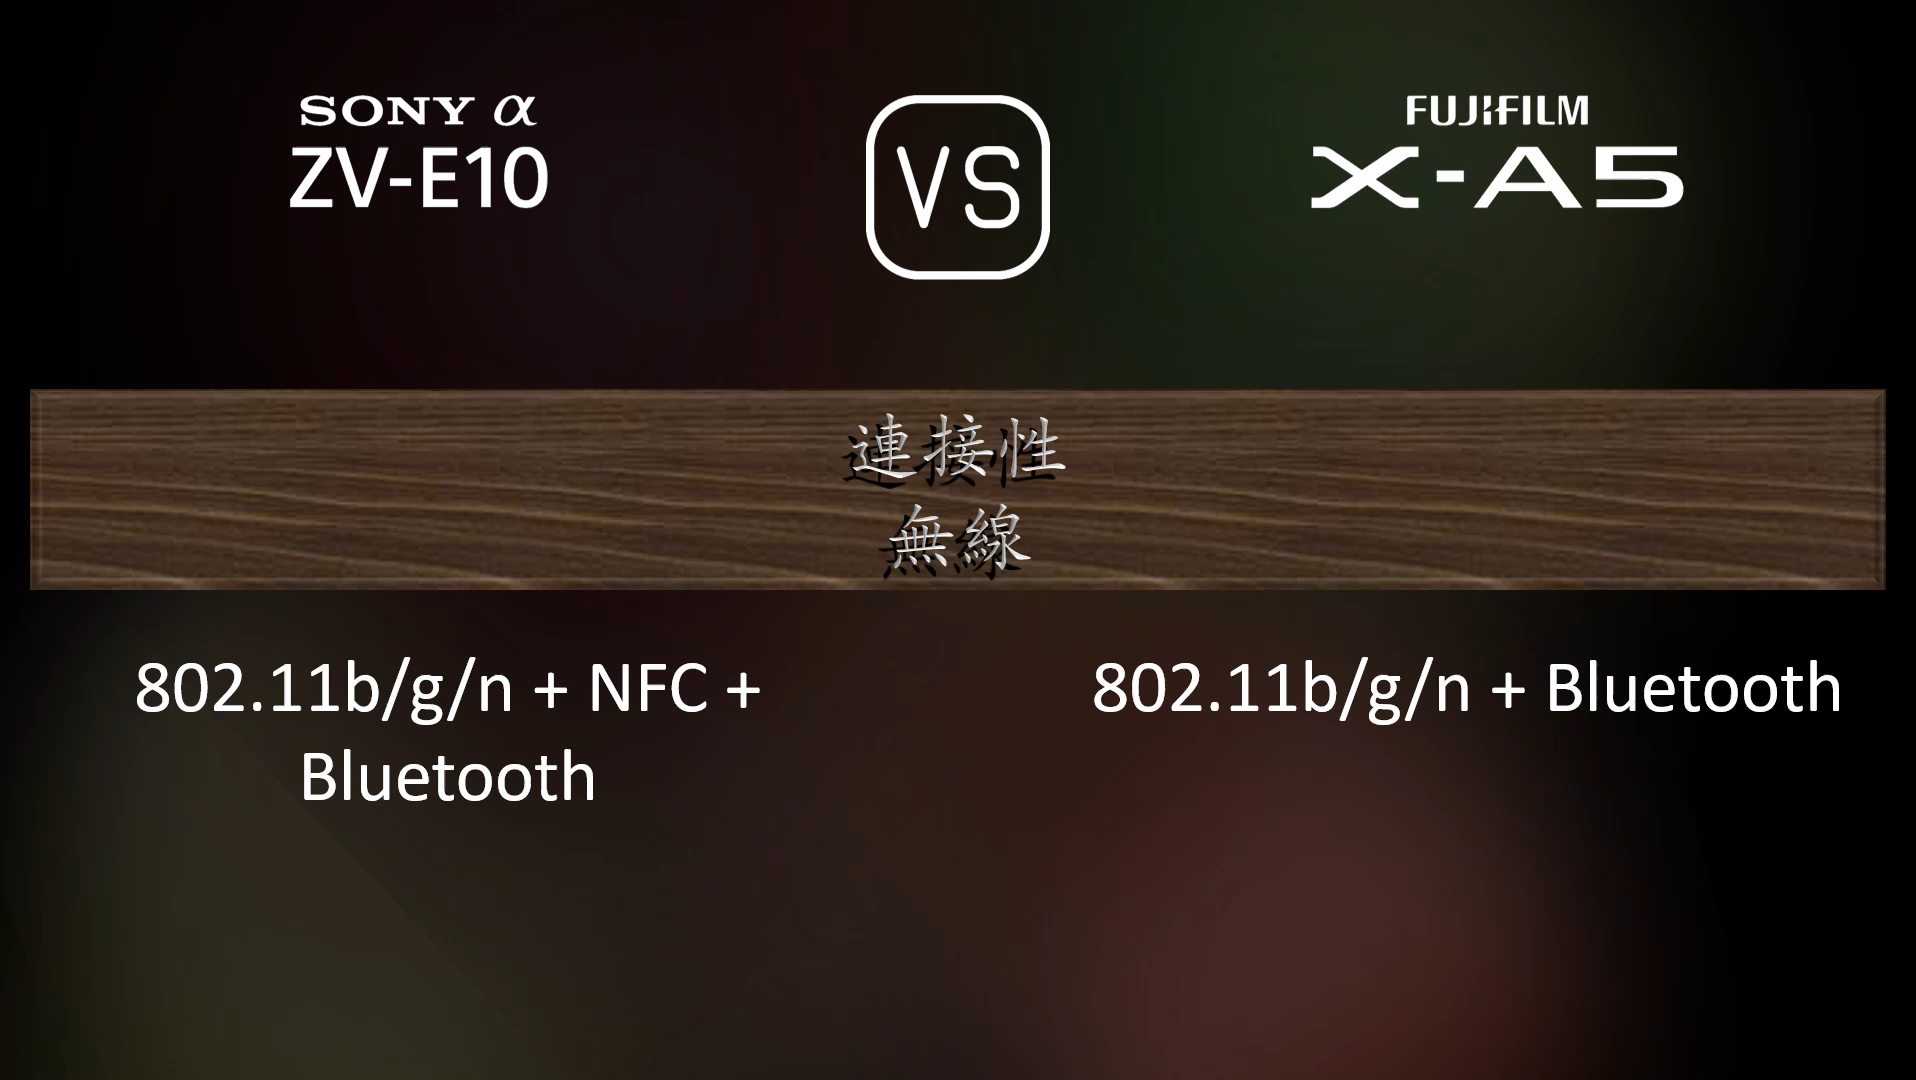 SONY α
ZV-E10
VS
FUJIFILM
X-A5
連接性
無線
802.11b/g/n + NFC +
Bluetooth
802.11b/g/n + Bluetooth